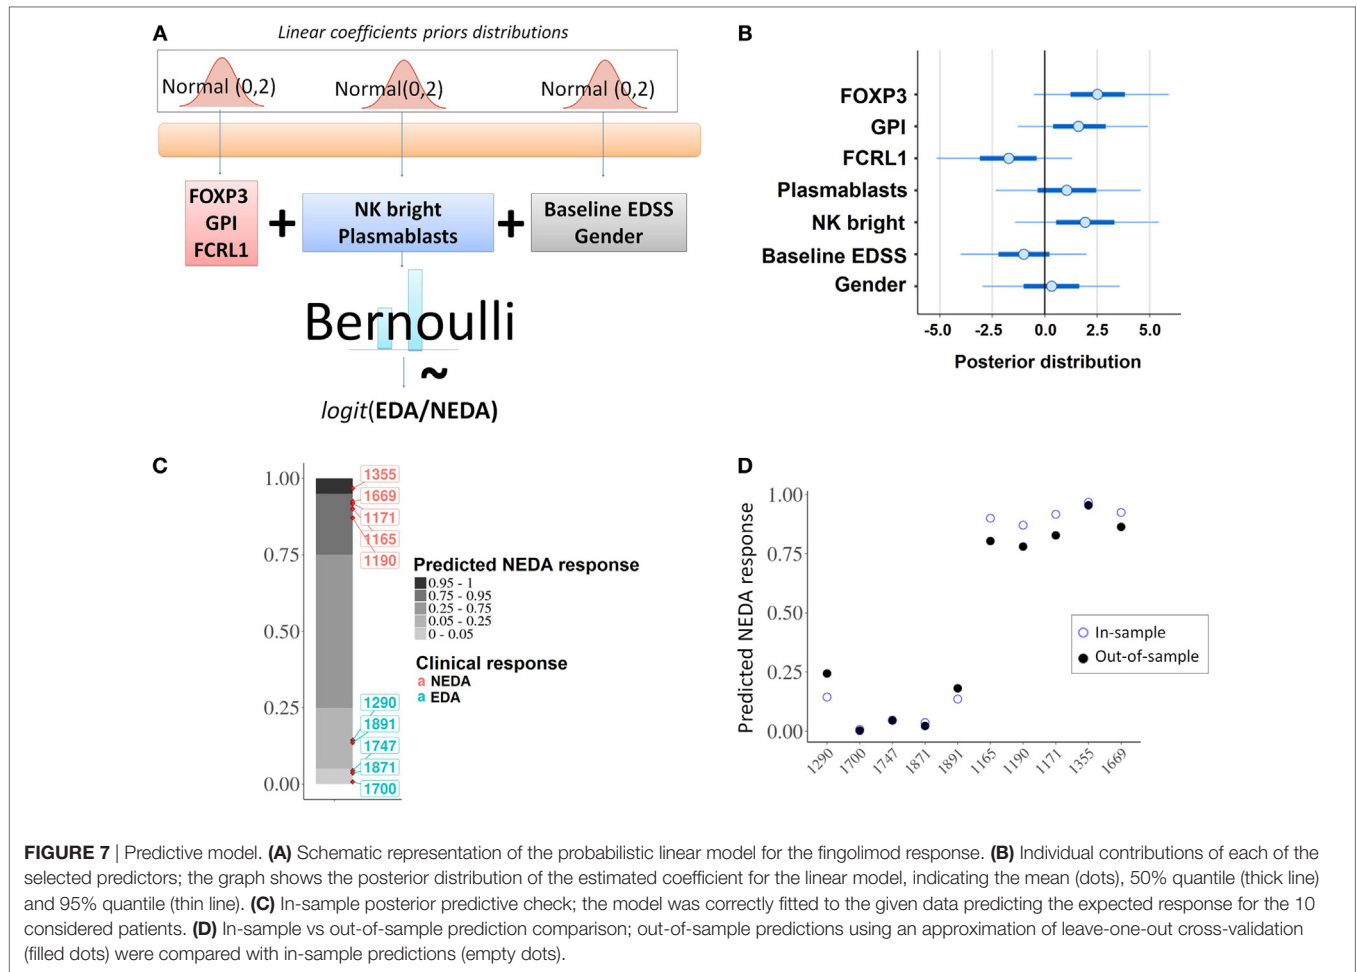 A
Linear coefficients priors distributions
Normal (0,2)
Normal(0,2)
Normal (0,2)
FOXP3
GPI
FCRL1
+
NK bright
Plasmablasts
+
Baseline EDSS
Gender
Bernoulli
~
logit(EDA/NEDA)
B
FOXP3
GPI
FCRL1
Plasmablasts
NK bright
Baseline EDSS
Gender
-5.0 -2.5 0.0 2.5 5.0
Posterior distribution
C
1.00
0.75
0.50
0.25
0.00
1355
1669
1171
1165
1190
1290
1891
1747
1871
1700
Predicted NEDA response
0.95 - 1
0.75 - 0.95
0.25 - 0.75
0.05 - 0.25
0 - 0.05
Clinical response
a NEDA
a EDA
D
Predicted NEDA response
1.00
0.75
0.50
0.25
0.00
1290 1700 1747 1871 1891 1165 1190 1171 1355 1669
In-sample
Out-of-sample
FIGURE 7 | Predictive model. (A) Schematic representation of the probabilistic linear model for the fingolimod response. (B) Individual contributions of each of the
selected predictors; the graph shows the posterior distribution of the estimated coefficient for the linear model, indicating the mean (dots), 50% quantile (thick line)
and 95% quantile (thin line). (C) In-sample posterior predictive check; the model was correctly fitted to the given data predicting the expected response for the 10
considered patients. (D) In-sample vs out-of-sample prediction comparison; out-of-sample predictions using an approximation of leave-one-out cross-validation
(filled dots) were compared with in-sample predictions (empty dots).